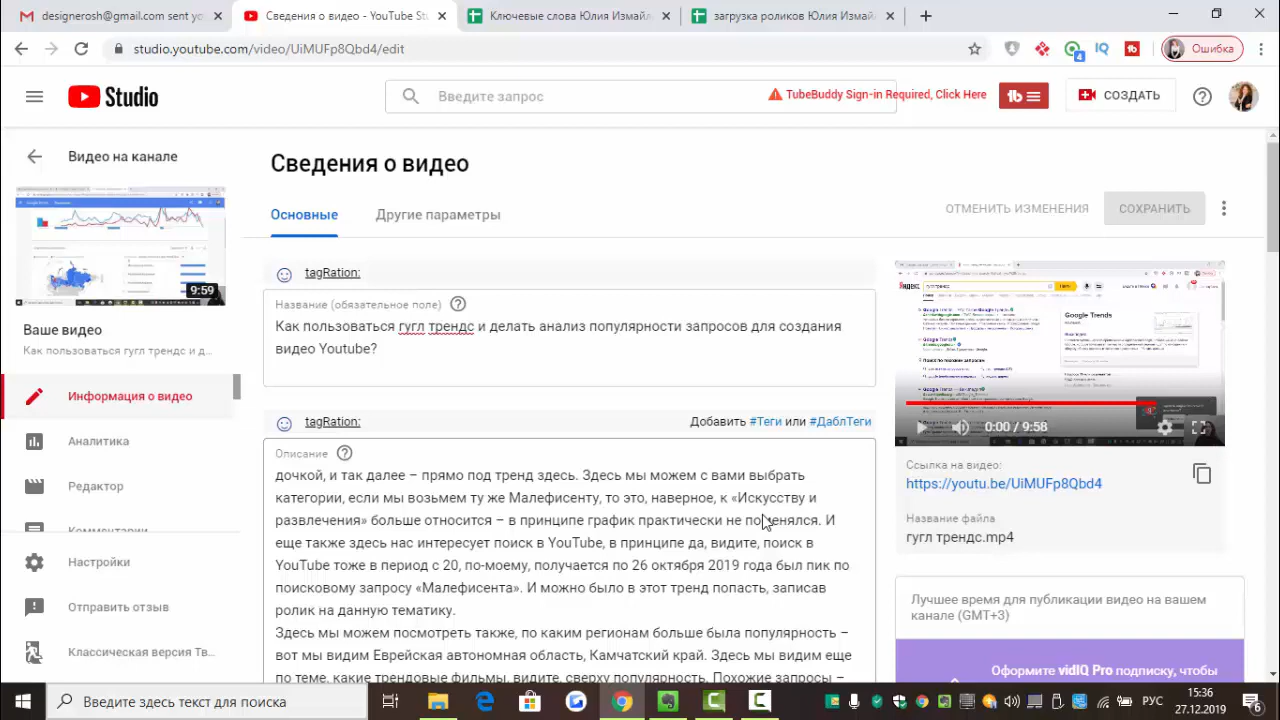 designersh@gmail.com sent yo
Сведения о видео - YouTube St
Ключевые слова Юлия Измайл
загрузка роликов Юлия Измай
studio.youtube.com/video/UiMUFp8Qbd4/edit
4
IQ
tb
Ошибка
Studio
Введите запрос
TubeBuddy Sign-in Required, Click Here
tb
СОЗДАТЬ
Видео на канале
Сведения о видео
Основные
Другие параметры
ОТМЕНИТЬ ИЗМЕНЕНИЯ
СОХРАНИТЬ
9:59
tagRation:
Название (обязательное поле)
Как пользоваться гугл трендс и делать анализ популярности запросов для создания
видео Youtube?
Ваше видео
Как пользоваться гугл трендс и д...
Информация о видео
Аналитика
Редактор
Комментарии
Настройки
Отправить отзыв
Классическая версия Тв...
tagRation:
Добавить #Теги или #ДаблТеги
Описание
дочкой, и так далее – прямо под тренд здесь. Здесь мы можем с вами выбрать
категории, если мы возьмем ту же Малефисенту, то это, наверное, к «Искусству и
развлечения» больше относится – в принципе график практически не поменялся. И
еще также здесь нас интересует поиск в YouTube, в принципе да, видите, поиск в
YouTube тоже в период с 20, по-моему, получается по 26 октября 2019 года был пик по
поисковому запросу «Малефисента». И можно было в этот тренд попасть, записав
ролик на данную тематику.
Здесь мы можем посмотреть также, по каким регионам больше была популярность –
вот мы видим Еврейская автономная область, Камчатский край. Здесь мы видим еще
Google Trends
0:00 / 9:58
Ссылка на видео:
https://youtu.be/UiMUFp8Qbd4
Название файла
гугл трендс.mp4
Лучшее время для публикации видео на вашем
канале (GMT+3)
Оформите vidIQ Pro подписку, чтобы
Введите здесь текст для поиска
РУС
15:36
27.12.2019
6